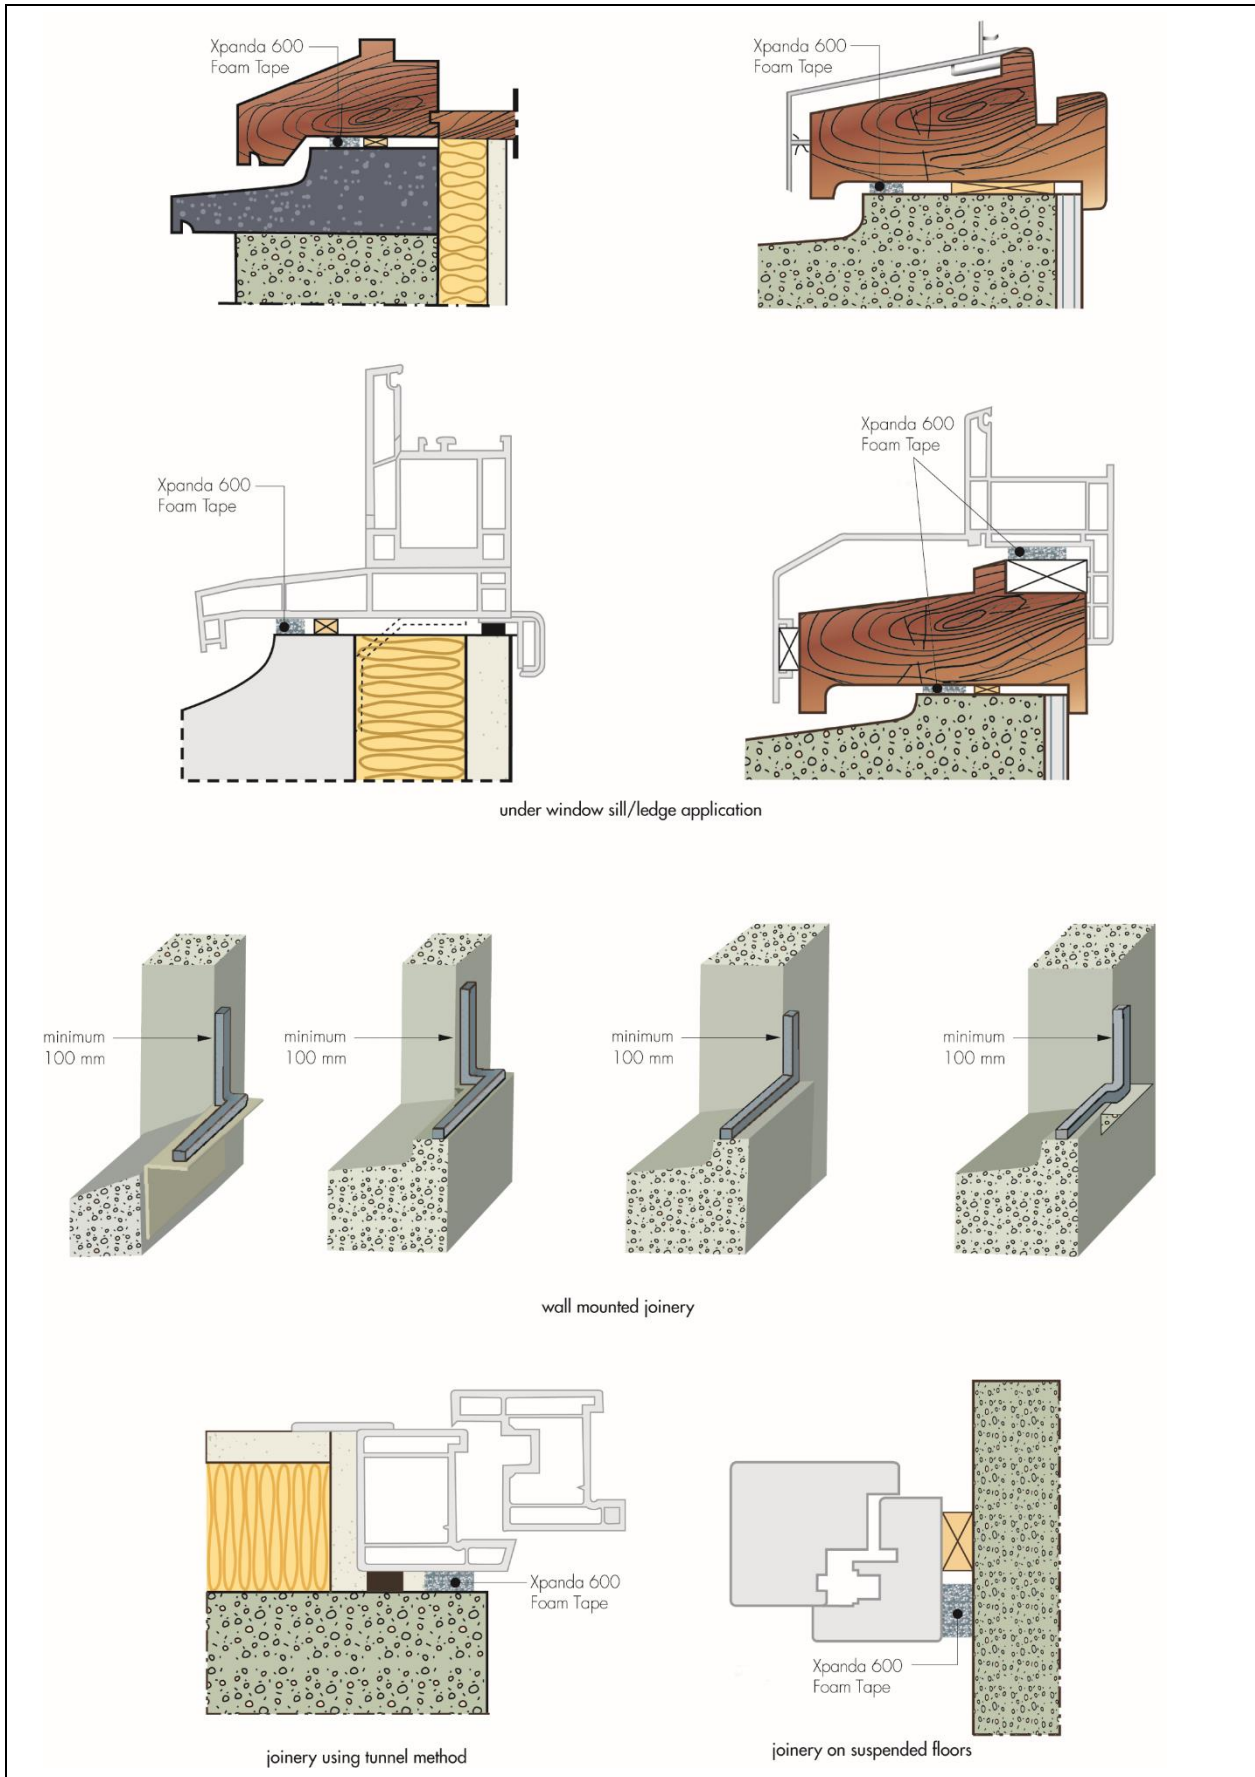 Xpanda 600
Foam Tape
Xpanda 600
Foam Tape
Xpanda 600
Foam Tape
Xpanda 600
Foam Tape
under window sill/ledge application
minimum
100 mm
minimum
100 mm
minimum
100 mm
minimum
100 mm
wall mounted joinery
Xpanda 600
Foam Tape
Xpanda 600
Foam Tape
joinery using tunnel method
joinery on suspended floors